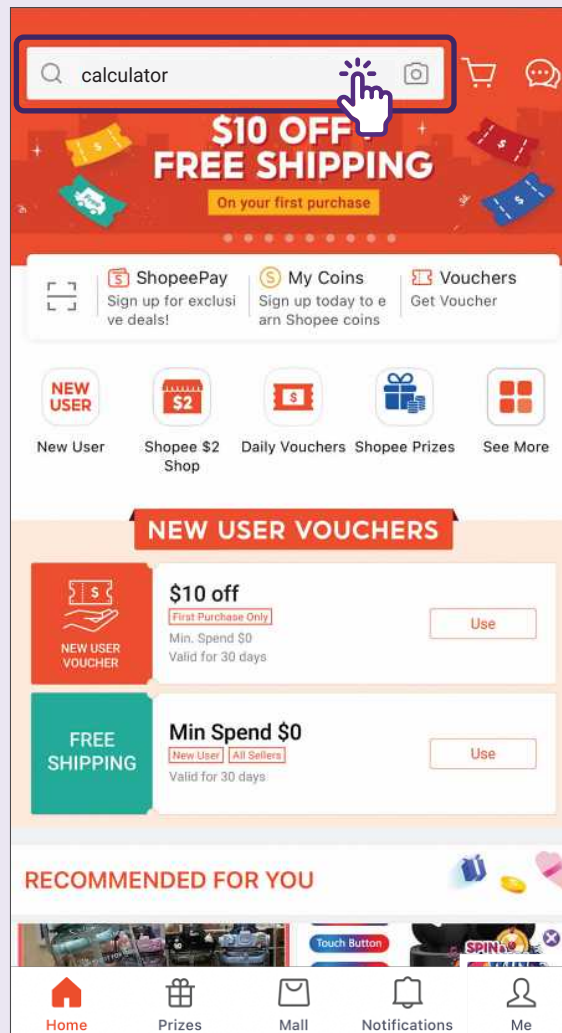 calculator
$10 OFF +
FREE SHIPPING
On your first purchase
ShopeePay
Sign up for exclusi
ve deals!
My Coins
Sign up today to e
arn Shopee coins
Vouchers
Get Voucher
NEW
USER
$2
New User
Shopee $2
Shop
Daily Vouchers
Shopee Prizes
See More
NEW USER VOUCHERS
NEW USER
VOUCHER
$10 off
First Purchase Only
Min. Spend $0
Valid for 30 days
Use
FREE
SHIPPING
Min Spend $0
New User
All Sellers
Valid for 30 days
Use
RECOMMENDED FOR YOU
Touch Button
SPIN
Home
Prizes
Mall
Notifications
Me